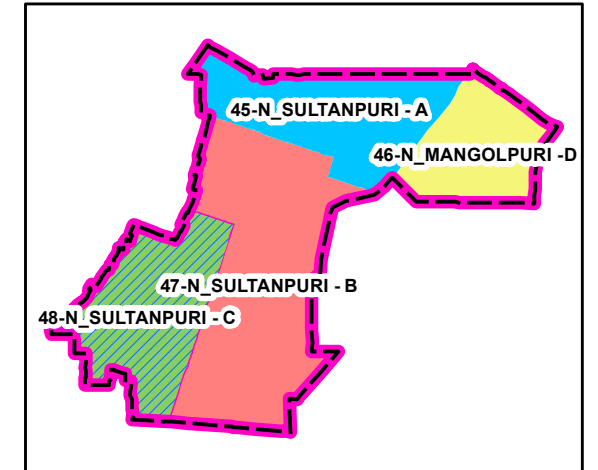 45-N_SULTANPURI - A
46-N_MANGOLPURI -D
47-N_SULTANPURI - B
48-N_SULTANPURI - C